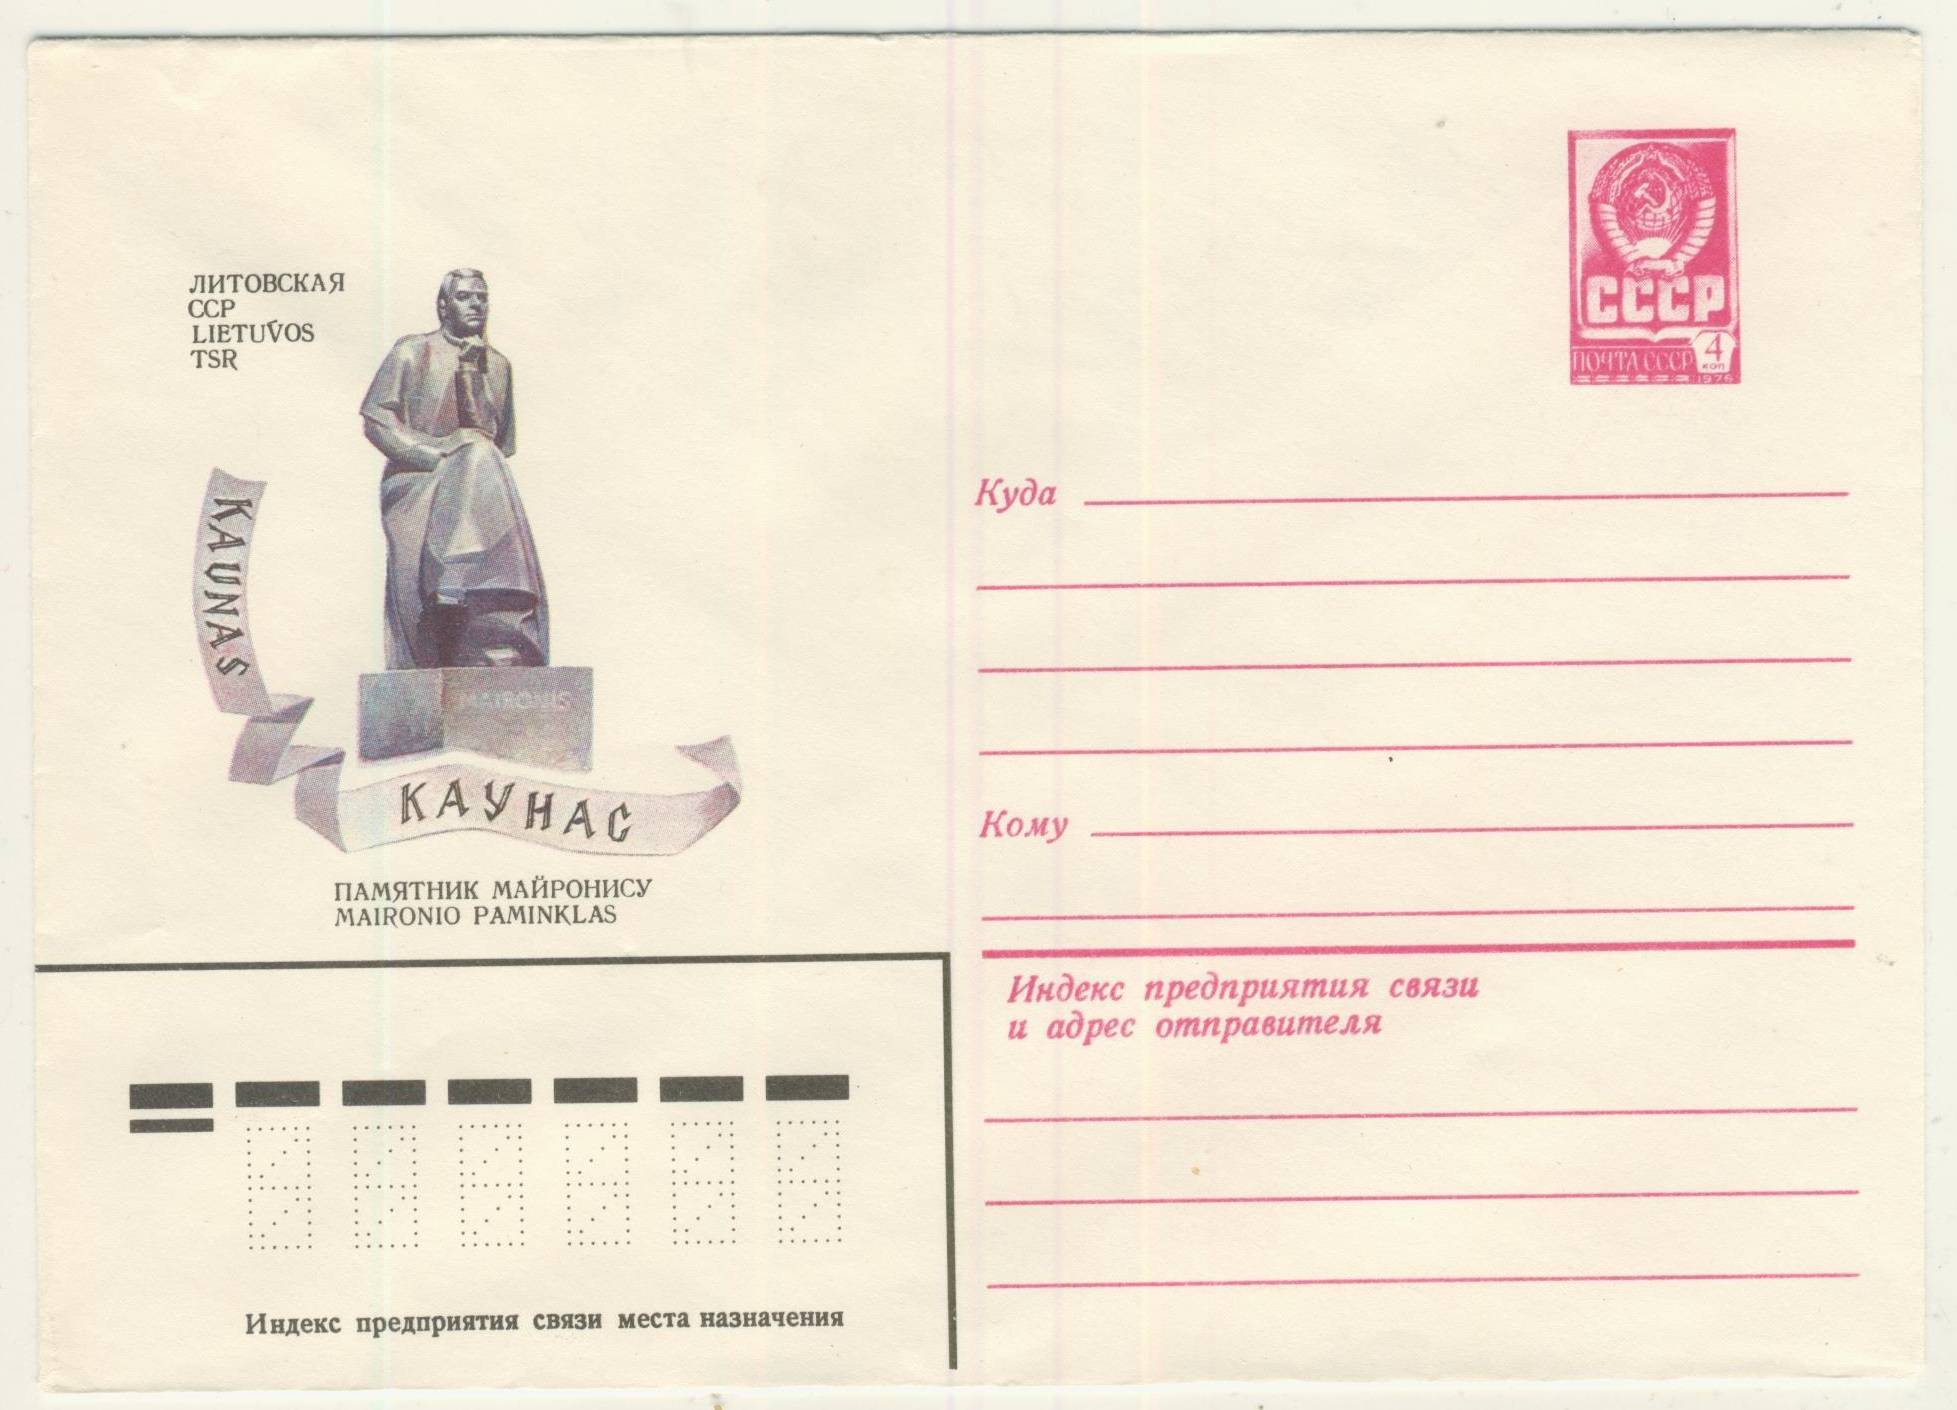 ЛИТОВСКАЯ
ССР
LIETUVOS
TSR
KAUNAS
MAIRONIS
КАУНАС
ПАМЯТНИК МАЙРОНИСУ
MAIRONIO PAMINKLAS
Индекс предприятия связи места назначения
СССР
ПОЧТА СССР 4 КОП
1976
Куда
Кому
Индекс предприятия связи
и адрес отправителя